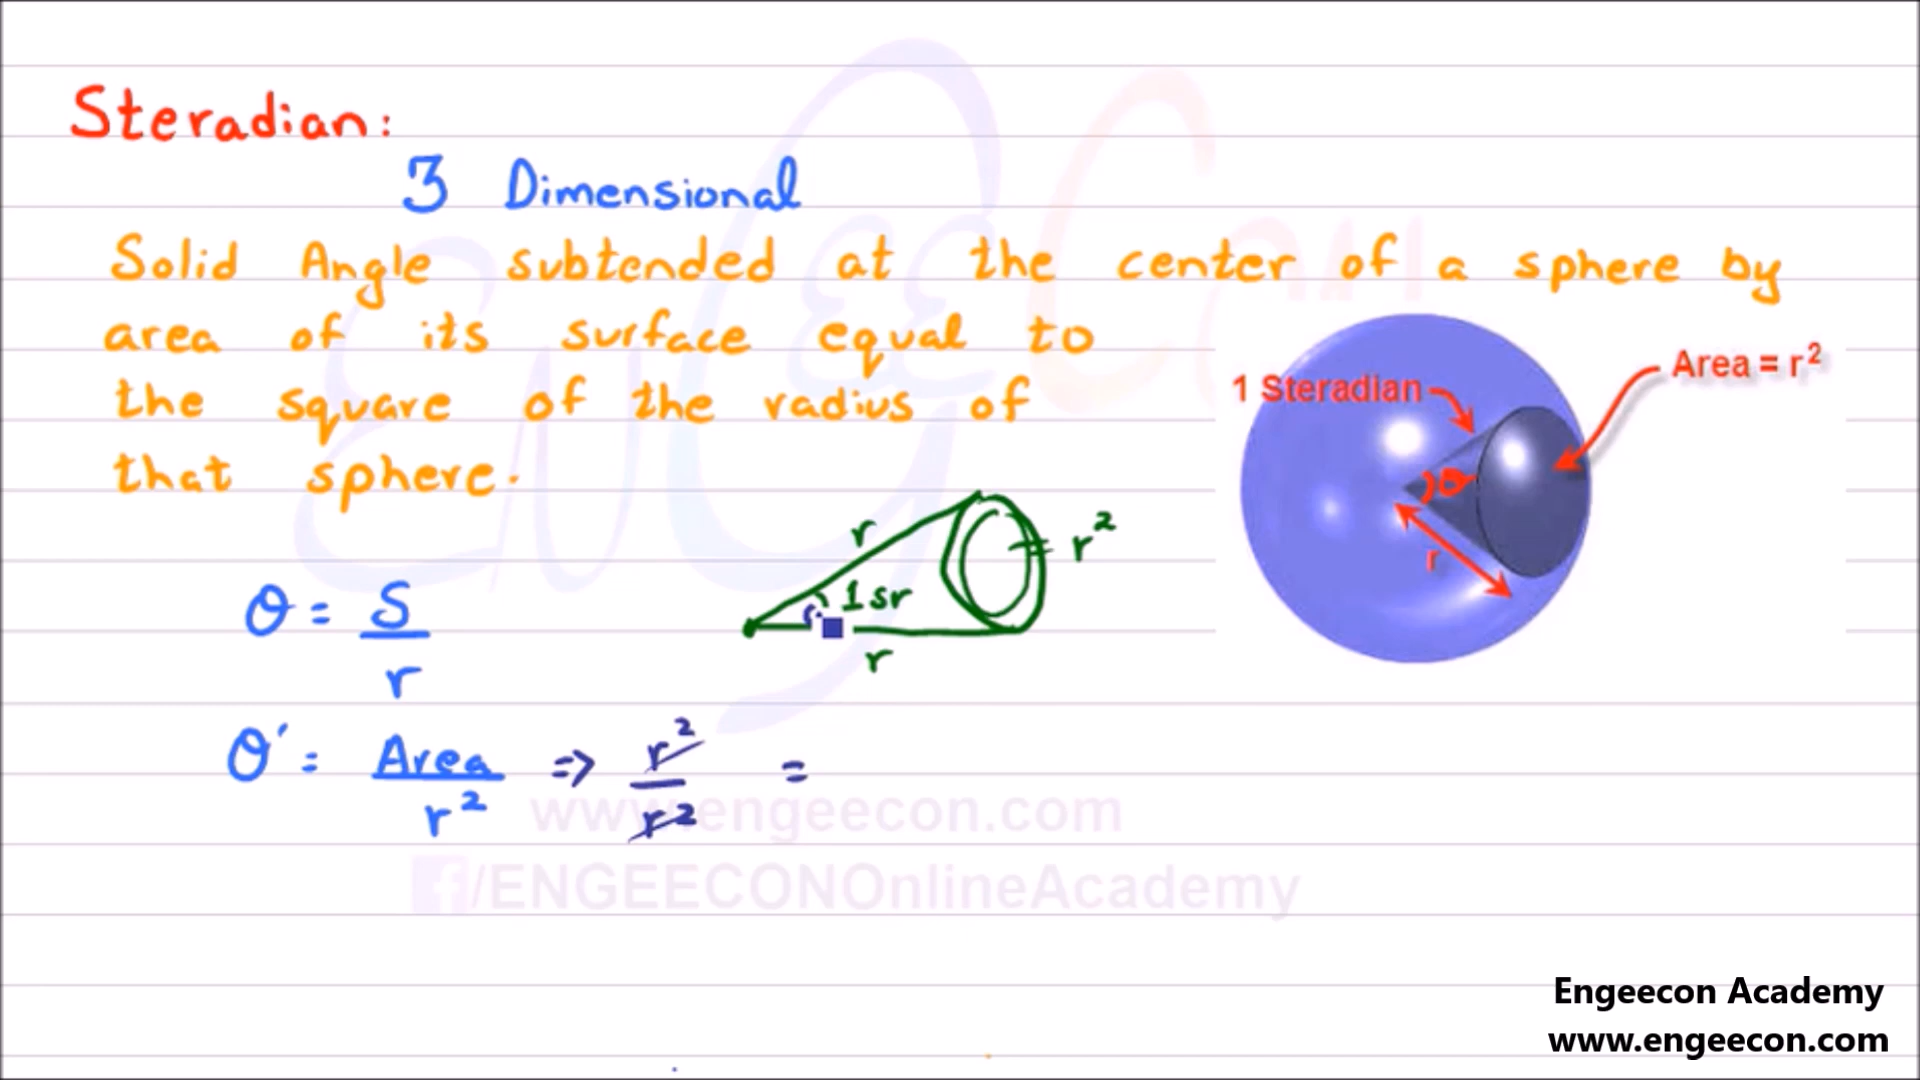 Steradian:
3 Dimensional
Solid Angle subtended at the center of a sphere by
area of its surface equal to
the square of the radius of
that sphere.
1 Steradian
Area = r²
θ
r
r
1sr
r
= r²
θ = S
r
θ' = Area => r² =
r² r²
www.engeecon.com
f/ENGEECONOnlineAcademy
Engeecon Academy
www.engeecon.com